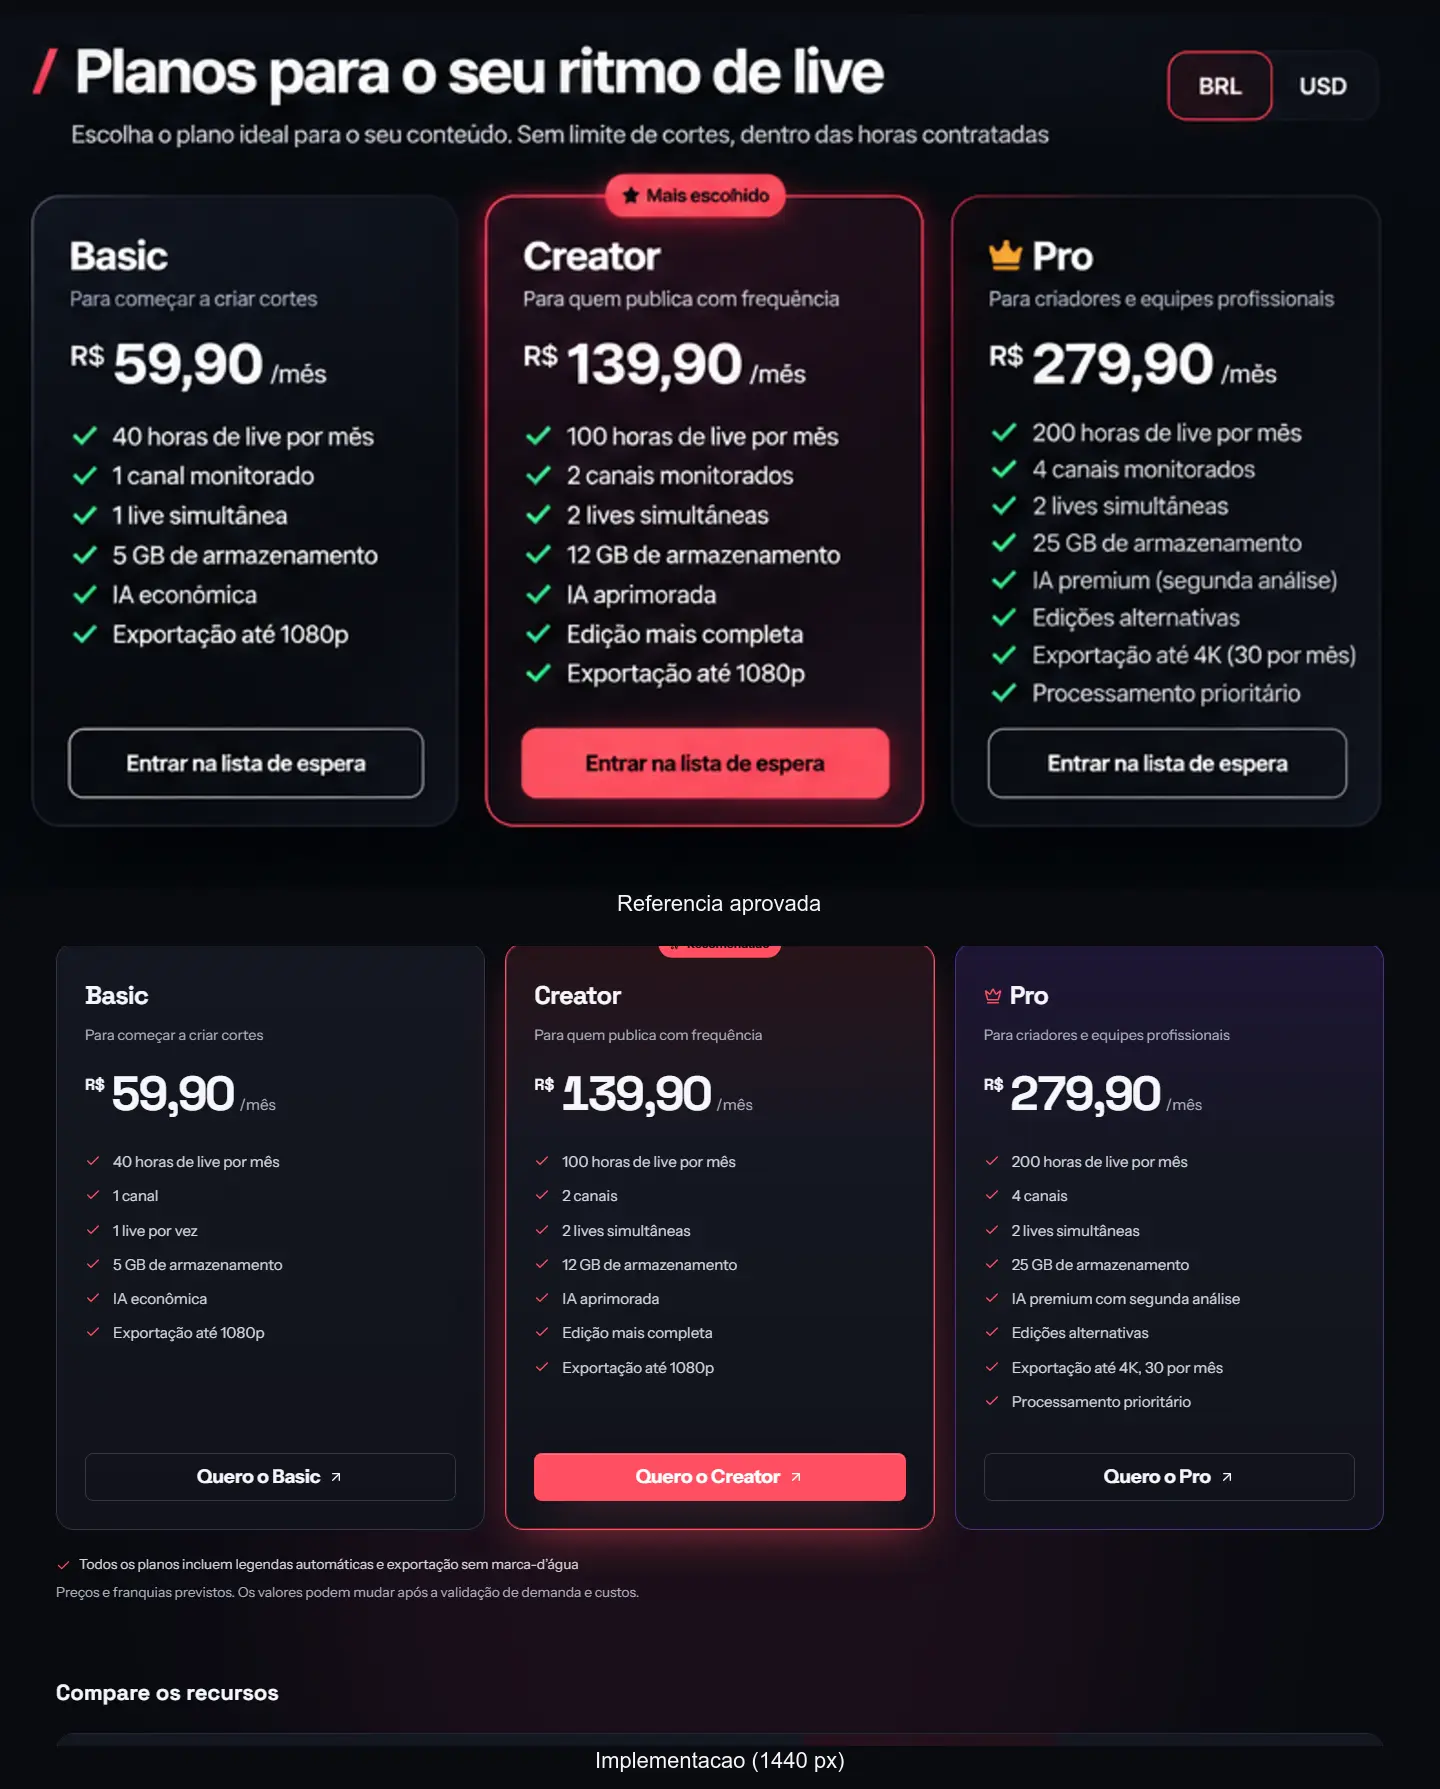 / Planos para o seu ritmo de live
BRL
USD
Escolha o plano ideal para o seu conteúdo. Sem limite de cortes, dentro das horas contratadas
Basic
Para começar a criar cortes
R$ 59,90 /mês
40 horas de live por mês
1 canal monitorado
1 live simultânea
5 GB de armazenamento
IA econômica
Exportação até 1080p
Entrar na lista de espera
Mais escolhido
Creator
Para quem publica com frequência
R$ 139,90 /mês
100 horas de live por mês
2 canais monitorados
2 lives simultâneas
12 GB de armazenamento
IA aprimorada
Edição mais completa
Exportação até 1080p
Entrar na lista de espera
Pro
Para criadores e equipes profissionais
R$ 279,90 /mês
200 horas de live por mês
4 canais monitorados
2 lives simultâneas
25 GB de armazenamento
IA premium (segunda análise)
Edições alternativas
Exportação até 4K (30 por mês)
Processamento prioritário
Entrar na lista de espera
Referencia aprovada
Basic
Para começar a criar cortes
R$ 59,90 /mês
40 horas de live por mês
1 canal
1 live por vez
5 GB de armazenamento
IA econômica
Exportação até 1080p
Quero o Basic
Creator
Para quem publica com frequência
R$ 139,90 /mês
100 horas de live por mês
2 canais
2 lives simultâneas
12 GB de armazenamento
IA aprimorada
Edição mais completa
Exportação até 1080p
Quero o Creator
Pro
Para criadores e equipes profissionais
R$ 279,90 /mês
200 horas de live por mês
4 canais
2 lives simultâneas
25 GB de armazenamento
IA premium com segunda análise
Edições alternativas
Exportação até 4K, 30 por mês
Processamento prioritário
Quero o Pro
Todos os planos incluem legendas automáticas e exportação sem marca-d'água
Preços e franquias previstos. Os valores podem mudar após a validação de demanda e custos.
Compare os recursos
Implementacao (1440 px)